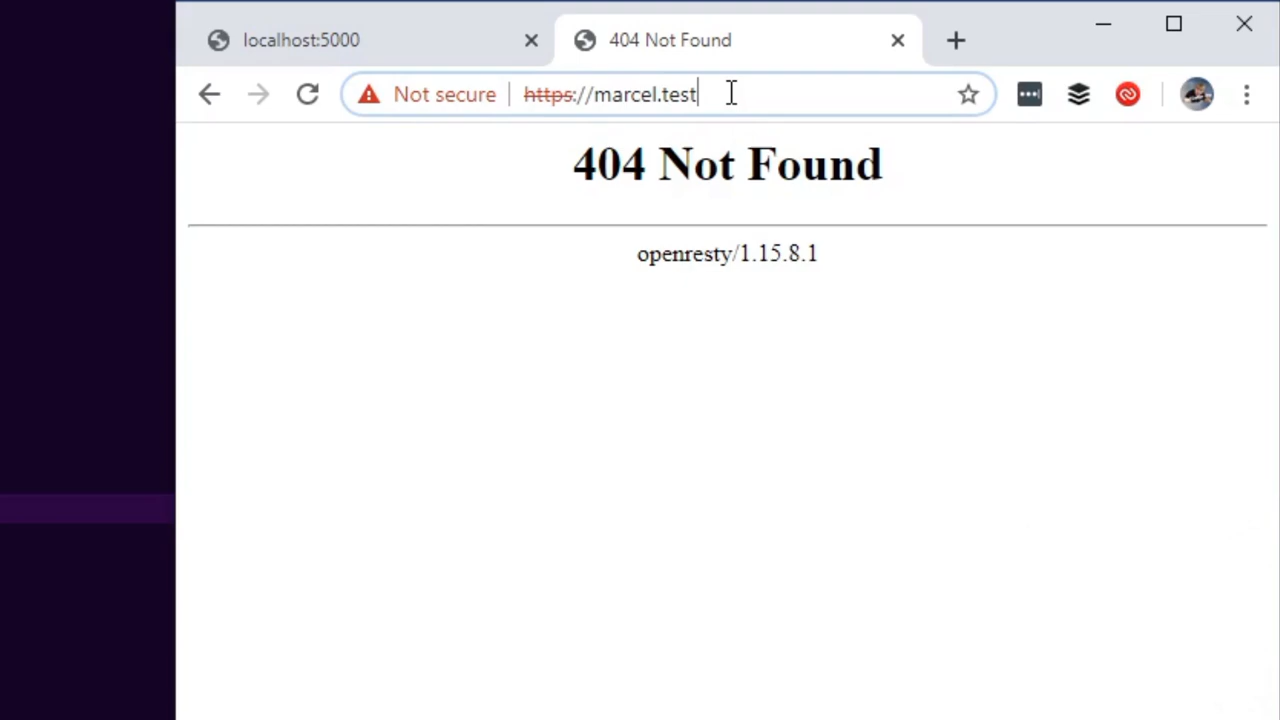 localhost:5000
404 Not Found
Not secure
https://marcel.test
404 Not Found
openresty/1.15.8.1